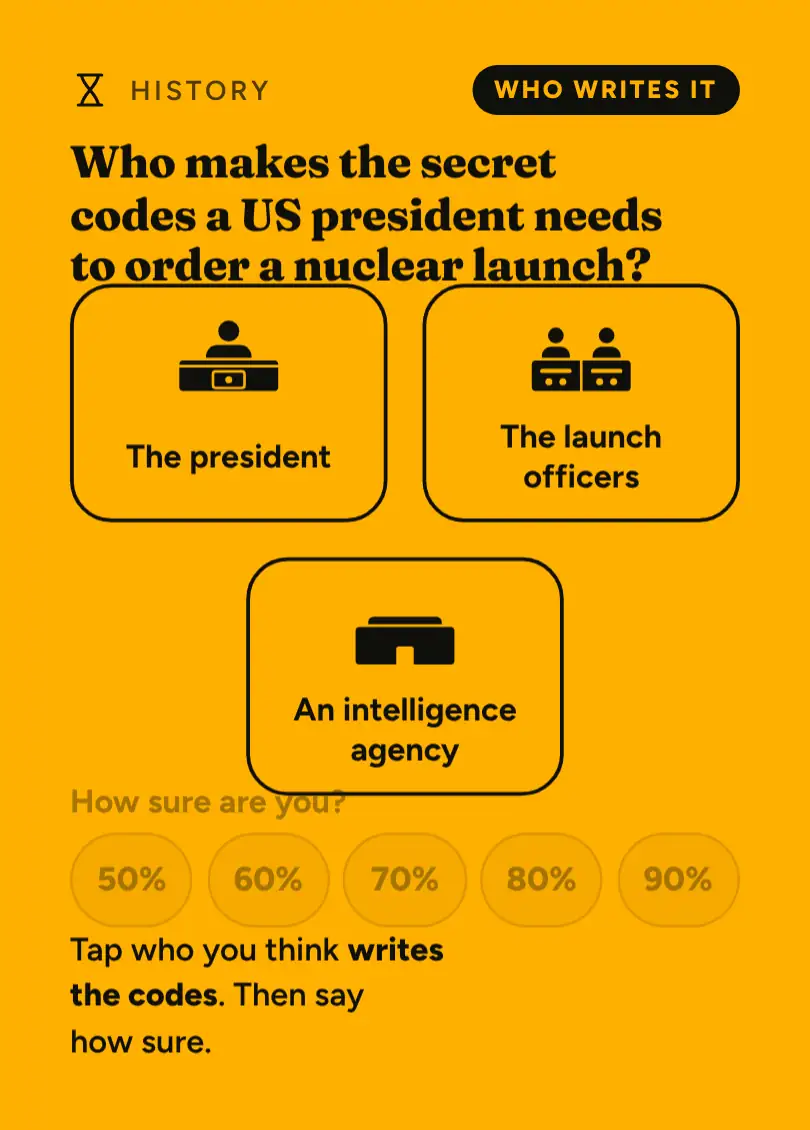 HISTORY
WHO WRITES IT
Who makes the secret
codes a US president needs
to order a nuclear launch?
The president
The launch
officers
An intelligence
agency
How sure are you?
50%
60%
70%
80%
90%
Tap who you think writes
the codes. Then say
how sure.